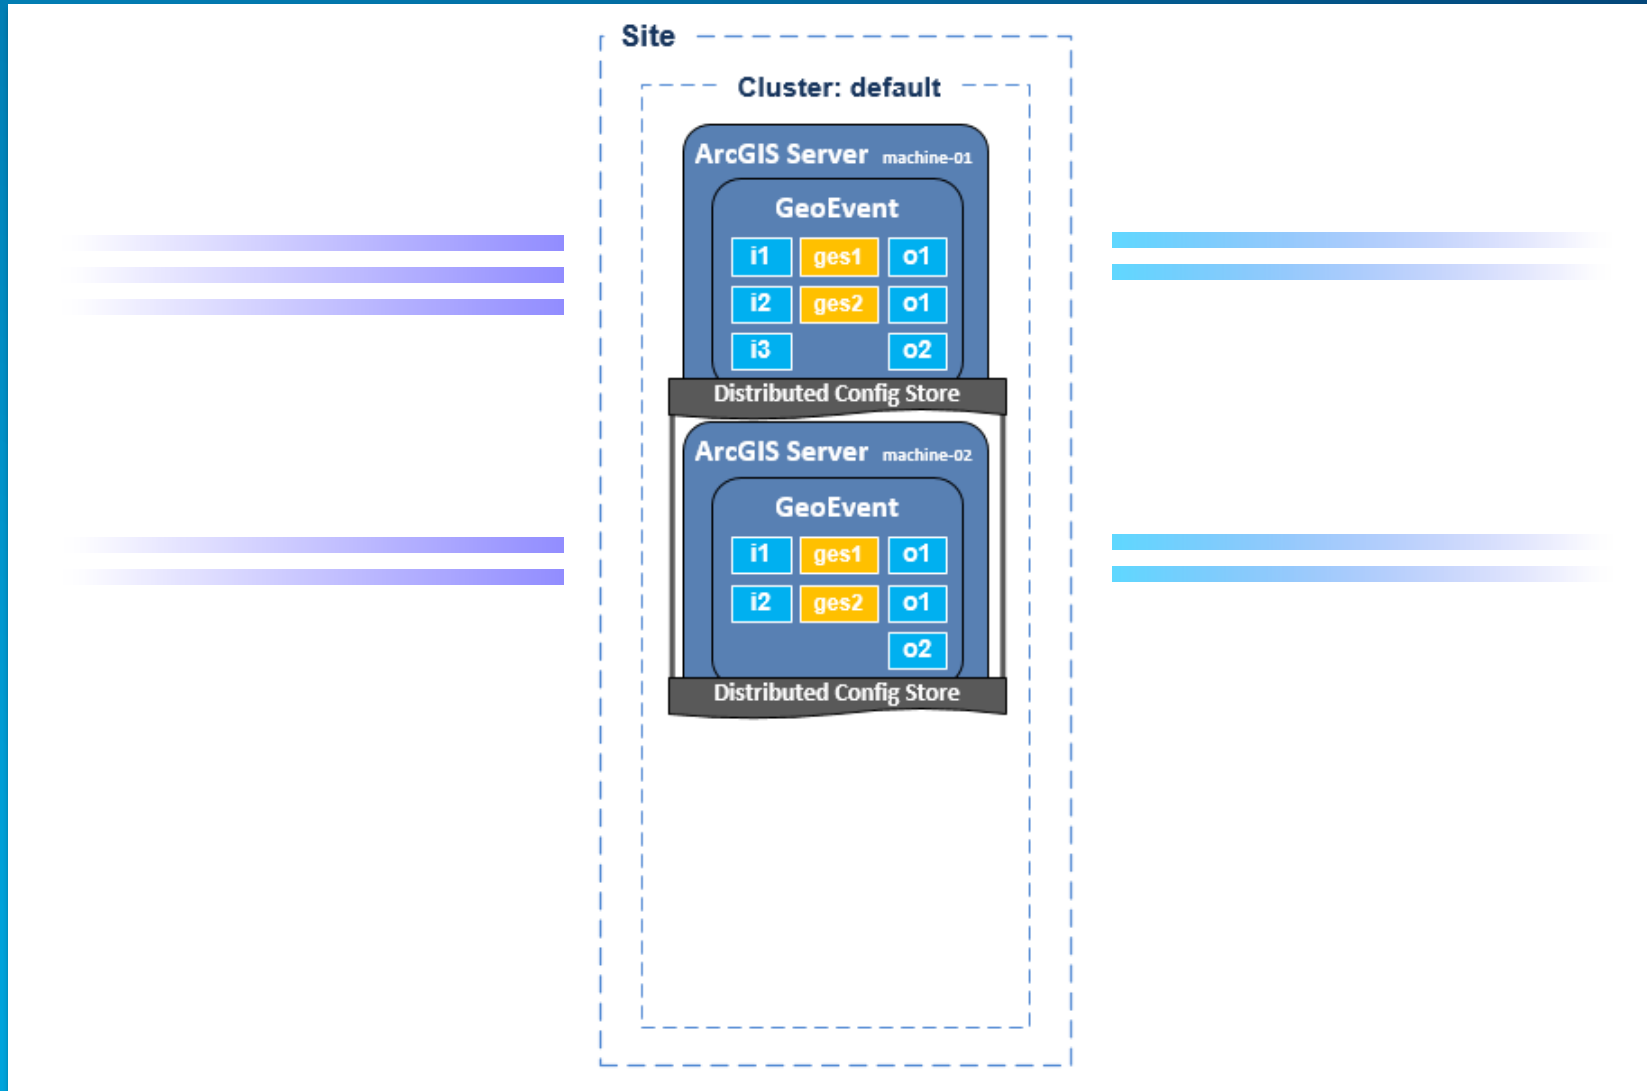 Site
Cluster: default
ArcGIS Server machine-01
GeoEvent
i1 ges1 o1
i2 ges2 o1
i3 o2
Distributed Config Store
ArcGIS Server machine-02
GeoEvent
i1 ges1 o1
i2 ges2 o1
o2
Distributed Config Store